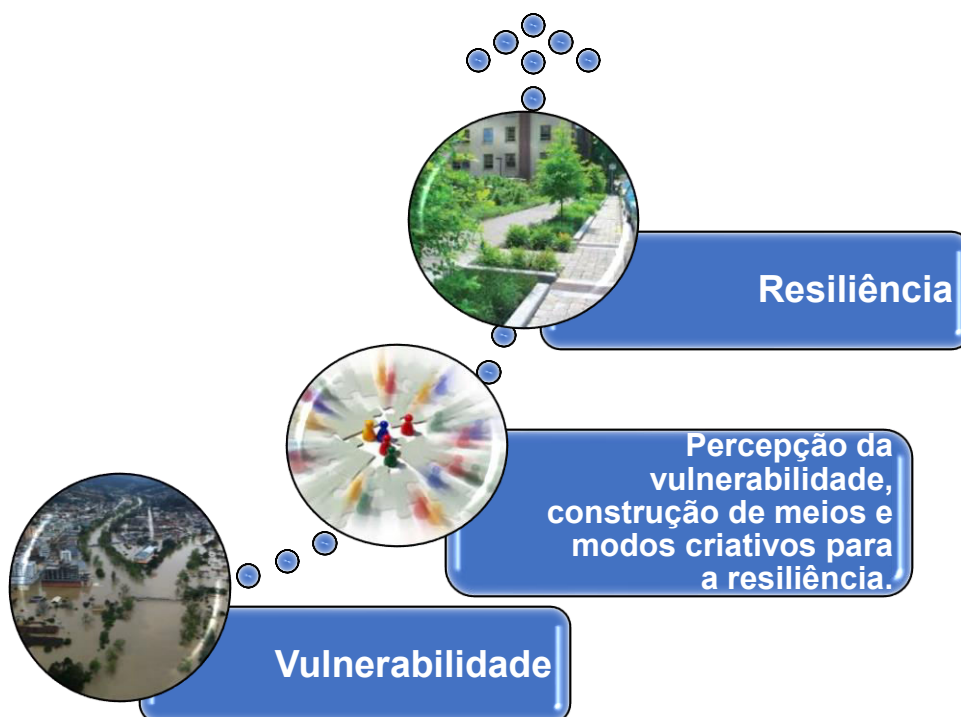 Resiliência
Percepção da
vulnerabilidade,
construção de meios e
modos criativos para
a resiliência.
Vulnerabilidade